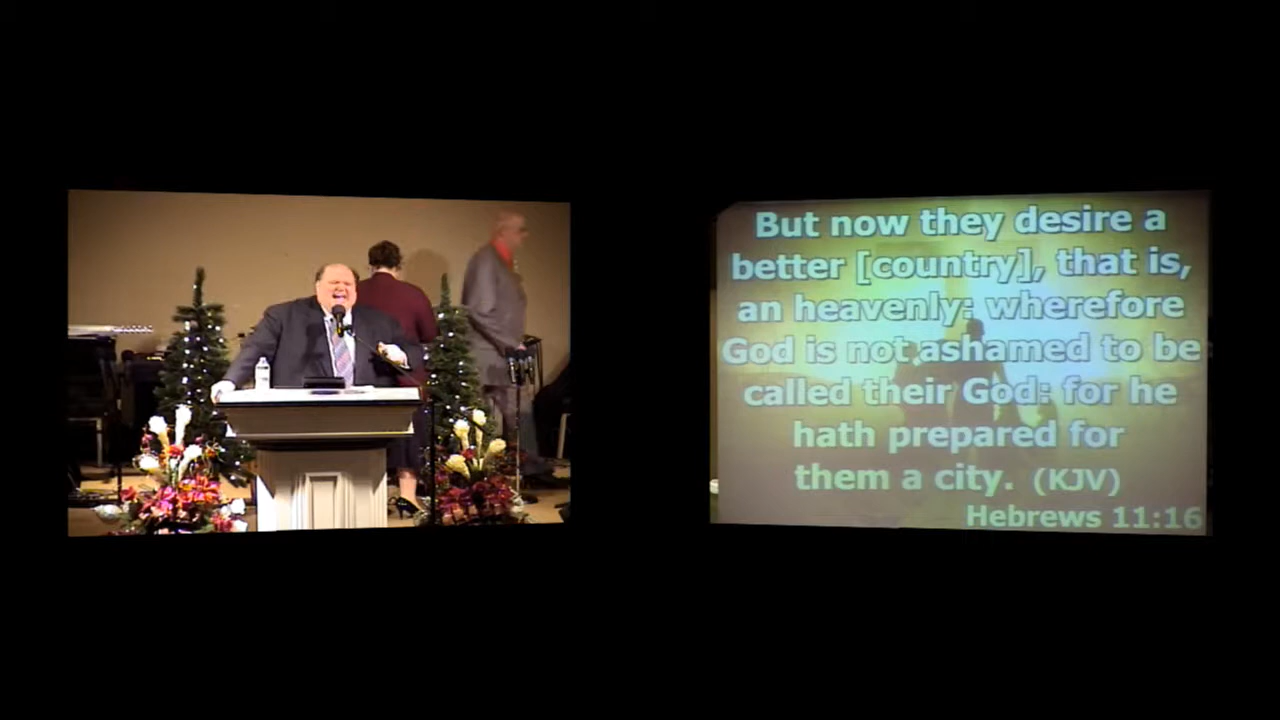 But now they desire a
better [country], that is,
an heavenly: wherefore
God is not ashamed to be
called their God: for he
hath prepared for
them a city. (KJV)
Hebrews 11:16